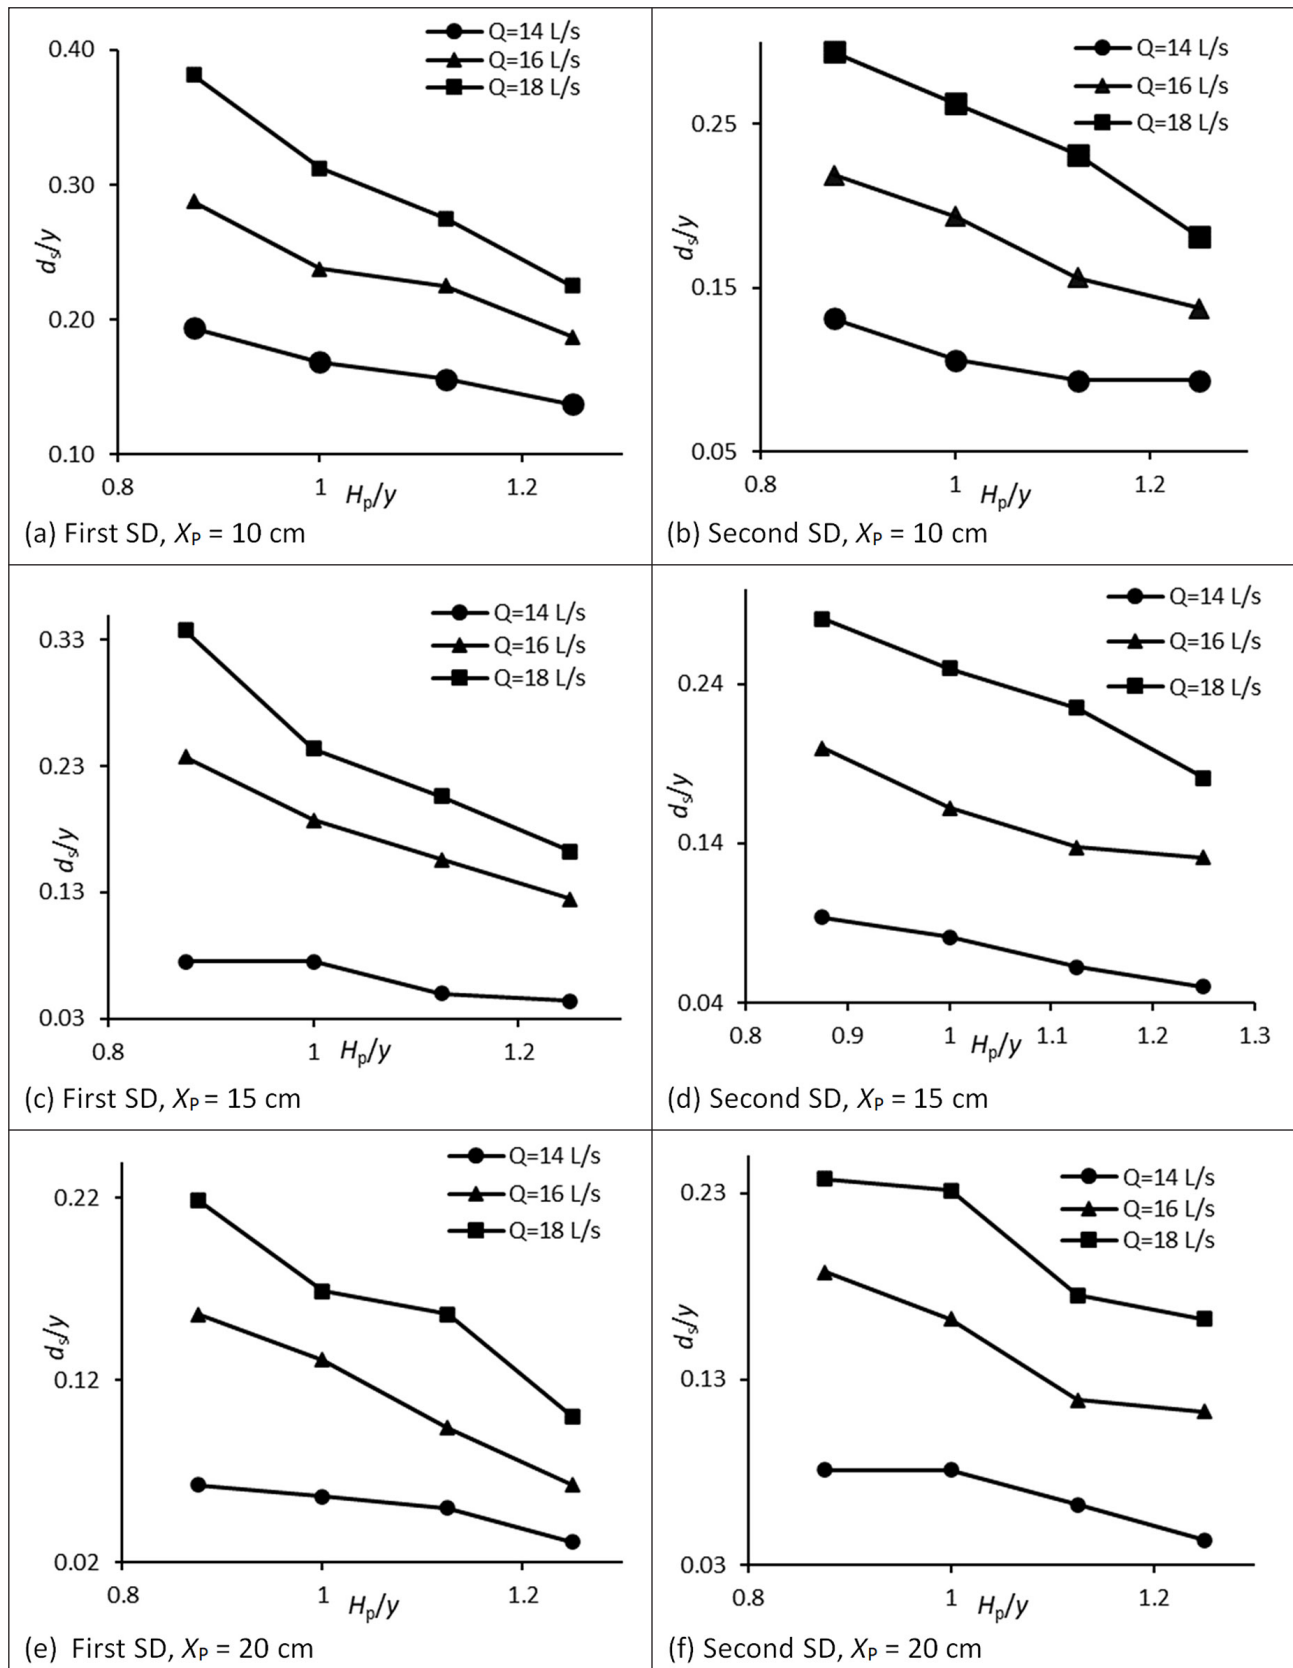 Q=14 L/s
Q=16 L/s
Q=18 L/s
0.40
0.30
0.20
0.10
ds/y
0.8
1
1.2
Hp/y
(a) First SD, XP = 10 cm
Q=14 L/s
Q=16 L/s
Q=18 L/s
0.25
0.15
0.05
ds/y
0.8
1
1.2
Hp/y
(b) Second SD, XP = 10 cm
Q=14 L/s
Q=16 L/s
Q=18 L/s
0.33
0.23
0.13
0.03
ds/y
0.8
1
1.2
Hp/y
(c) First SD, XP = 15 cm
Q=14 L/s
Q=16 L/s
Q=18 L/s
0.24
0.14
0.04
ds/y
0.8
0.9
1
1.1
1.2
1.3
Hp/y
(d) Second SD, XP = 15 cm
Q=14 L/s
Q=16 L/s
Q=18 L/s
0.22
0.12
0.02
ds/y
0.8
1
1.2
Hp/y
(e) First SD, XP = 20 cm
Q=14 L/s
Q=16 L/s
Q=18 L/s
0.23
0.13
0.03
ds/y
0.8
1
1.2
Hp/y
(f) Second SD, XP = 20 cm